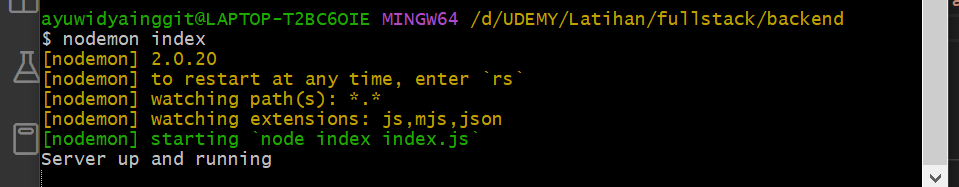 ayuwidyainggit@LAPTOP-T2BC6OIE MINGW64 /d/UDEMY/Latihan/fullstack/backend
$ nodemon index
[nodemon] 2.0.20
[nodemon] to restart at any time, enter `rs`
[nodemon] watching path(s): *.*
[nodemon] watching extensions: js,mjs,json
[nodemon] starting `node index index.js`
Server up and running